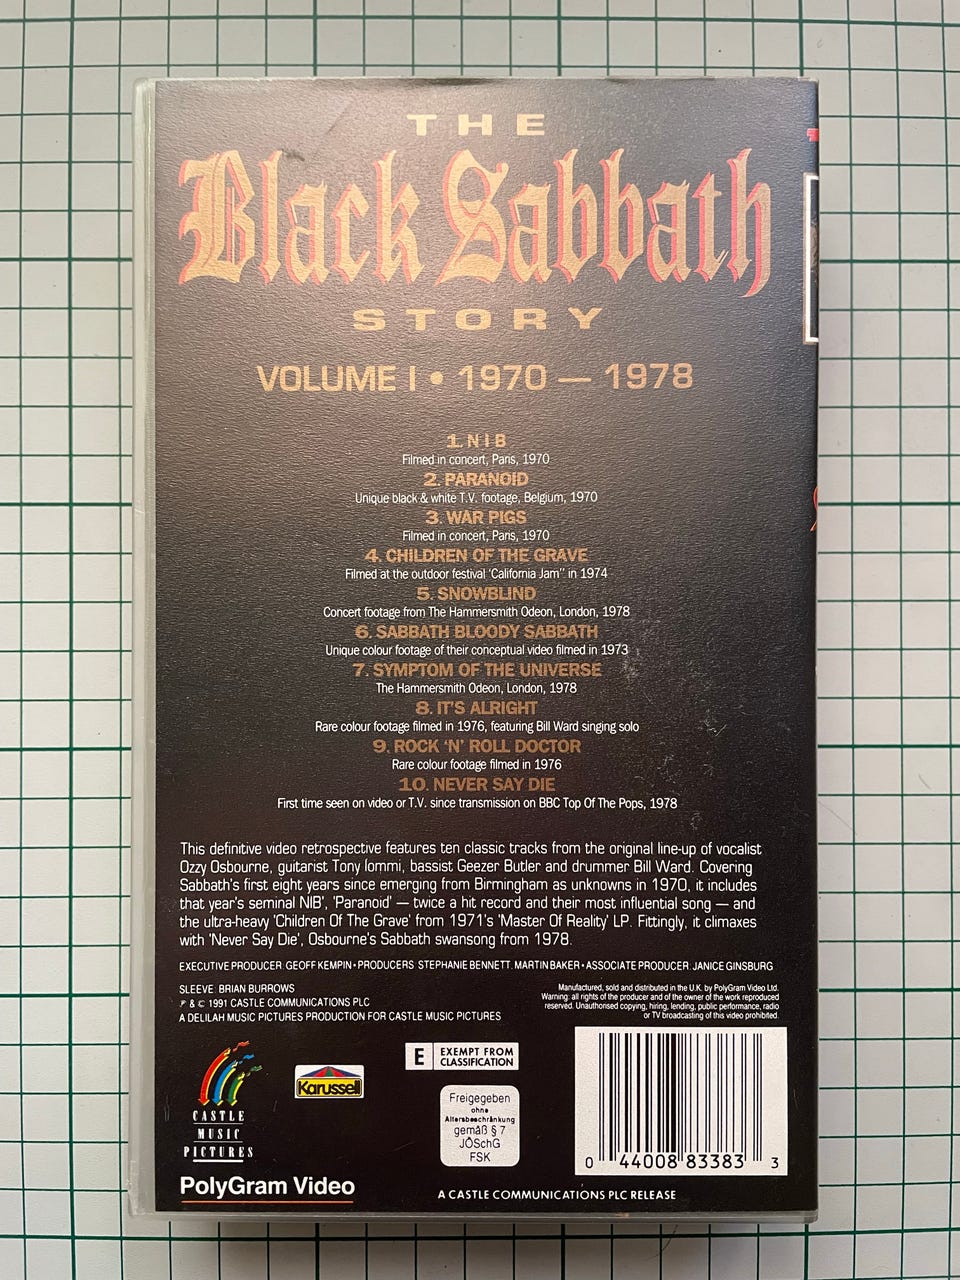 THE
Black Sabbath
STORY
VOLUME I • 1970 — 1978
1. N I B
Filmed in concert, Paris, 1970
2. PARANOID
Unique black & white T.V. footage, Belgium, 1970
3. WAR PIGS
Filmed in concert, Paris, 1970
4. CHILDREN OF THE GRAVE
Filmed at the outdoor festival 'California Jam'' in 1974
5. SNOWBLIND
Concert footage from The Hammersmith Odeon, London, 1978
6. SABBATH BLOODY SABBATH
Unique colour footage of their conceptual video filmed in 1973
7. SYMPTOM OF THE UNIVERSE
The Hammersmith Odeon, London, 1978
8. IT'S ALRIGHT
Rare colour footage filmed in 1976, featuring Bill Ward singing solo
9. ROCK 'N' ROLL DOCTOR
Rare colour footage filmed in 1976
10. NEVER SAY DIE
First time seen on video or T.V. since transmission on BBC Top Of The Pops, 1978
This definitive video retrospective features ten classic tracks from the original line-up of vocalist
Ozzy Osbourne, guitarist Tony Iommi, bassist Geezer Butler and drummer Bill Ward. Covering
Sabbath's first eight years since emerging from Birmingham as unknowns in 1970, it includes
that year's seminal NIB', 'Paranoid' — twice a hit record and their most influential song — and
the ultra-heavy 'Children Of The Grave' from 1971's 'Master Of Reality' LP. Fittingly, it climaxes
with 'Never Say Die', Osbourne's Sabbath swansong from 1978.
EXECUTIVE PRODUCER: GEOFF KEMPIN • PRODUCERS: STEPHANIE BENNETT, MARTIN BAKER • ASSOCIATE PRODUCER: JANICE GINSBURG
SLEEVE: BRIAN BURROWS
℗ & © 1991 CASTLE COMMUNICATIONS PLC
A DELILAH MUSIC PICTURES PRODUCTION FOR CASTLE MUSIC PICTURES
Manufactured, sold and distributed in the U.K. by PolyGram Video Ltd.
Warning: all rights of the producer and of the owner of the work reproduced
reserved. Unauthorised copying, hiring, lending, public performance, radio
or TV broadcasting of this video prohibited.
CASTLE
MUSIC
PICTURES
Karussell
E EXEMPT FROM
CLASSIFICATION
Freigegeben
ohne
Altersbeschränkung
gemäß § 7
JÖSchG
FSK
0 44008 83383 3
PolyGram Video
A CASTLE COMMUNICATIONS PLC RELEASE